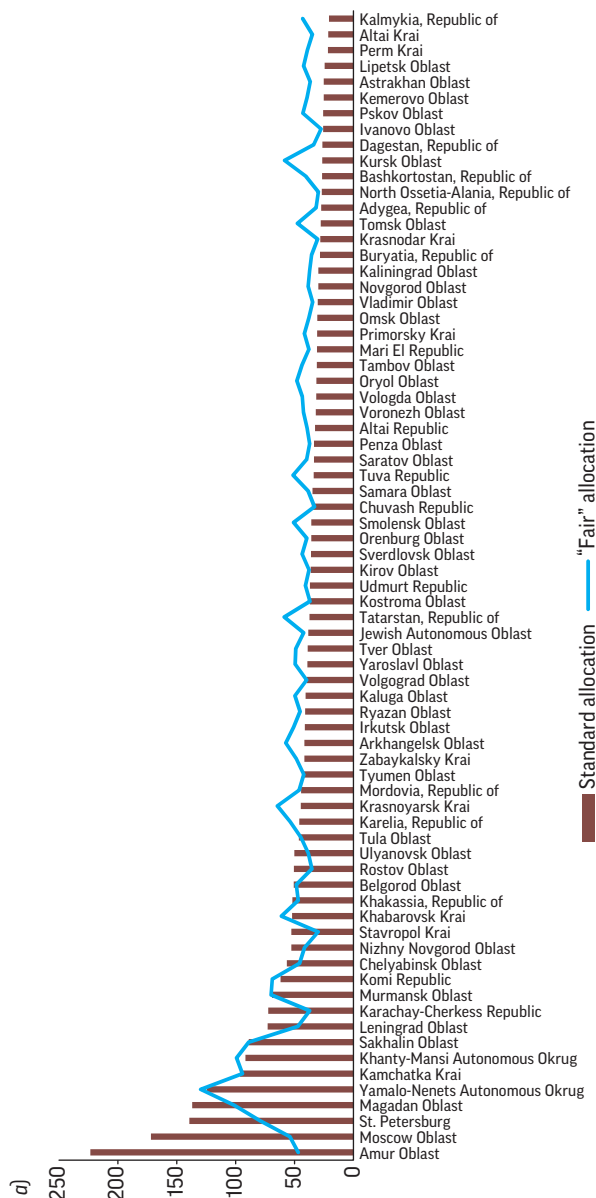 a)
Kalmykia, Republic of
Altai Krai
Perm Krai
Lipetsk Oblast
Astrakhan Oblast
Kemerovo Oblast
Pskov Oblast
Ivanovo Oblast
Dagestan, Republic of
Kursk Oblast
Bashkortostan, Republic of
North Ossetia-Alania, Republic of
Adygea, Republic of
Tomsk Oblast
Krasnodar Krai
Buryatia, Republic of
Kaliningrad Oblast
Novgorod Oblast
Vladimir Oblast
Omsk Oblast
Primorsky Krai
Mari El Republic
Tambov Oblast
Oryol Oblast
Vologda Oblast
Voronezh Oblast
Altai Republic
Penza Oblast
Saratov Oblast
Tuva Republic
Samara Oblast
Chuvash Republic
Smolensk Oblast
Orenburg Oblast
Sverdlovsk Oblast
Kirov Oblast
Udmurt Republic
Kostroma Oblast
Tatarstan, Republic of
Jewish Autonomous Oblast
Tver Oblast
Yaroslavl Oblast
Volgograd Oblast
Kaluga Oblast
Ryazan Oblast
Irkutsk Oblast
Arkhangelsk Oblast
Zabaykalsky Krai
Tyumen Oblast
Mordovia, Republic of
Krasnoyarsk Krai
Karelia, Republic of
Tula Oblast
Ulyanovsk Oblast
Rostov Oblast
Belgorod Oblast
Khakassia, Republic of
Khabarovsk Krai
Stavropol Krai
Nizhny Novgorod Oblast
Chelyabinsk Oblast
Komi Republic
Murmansk Oblast
Karachay-Cherkess Republic
Leningrad Oblast
Sakhalin Oblast
Khanty-Mansi Autonomous Okrug
Kamchatka Krai
Yamalo-Nenets Autonomous Okrug
Magadan Oblast
St. Petersburg
Moscow Oblast
Amur Oblast
250
200
150
100
50
0
Standard allocation
"Fair" allocation